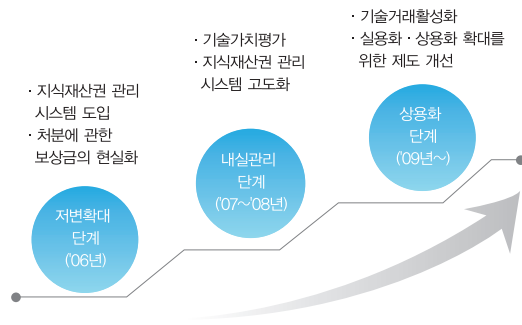 · 지식재산권 관리
시스템 도입
· 처분에 관한
보상금의 현실화
저변확대
단계
('06년)
· 기술가치평가
· 지식재산권 관리
시스템 고도화
내실관리
단계
('07～'08년)
· 기술거래활성화
· 실용화 · 상용화 확대를
위한 제도 개선
상용화
단계
('09년～)